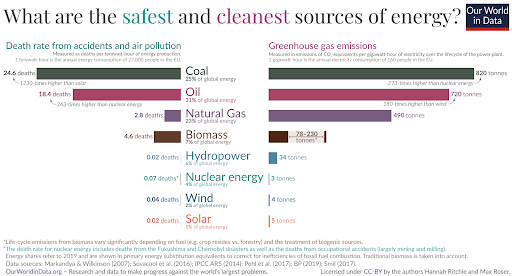 What are the safest and cleanest sources of energy?
Our World
in Data
Death rate from accidents and air pollution
Measured as deaths per terawatt-hour of energy production.
1 terawatt-hour is the annual energy consumption of 27,000 people in the EU.
Greenhouse gas emissions
Measured in emissions of CO₂-equivalents per gigawatt-hour of electricity over the lifecycle of the power plant.
1 gigawatt-hour is the annual electricity consumption of 160 people in the EU.
24.6 deaths
Coal
25% of global energy
820 tonnes
1230-times higher than solar
273-times higher than nuclear energy
18.4 deaths
Oil
31% of global energy
720 tonnes
263-times higher than nuclear energy
180-times higher than wind
2.8 deaths
Natural Gas
23% of global energy
490 tonnes
4.6 deaths
Biomass
7% of global energy
78-230
tonnes*
0.02 deaths
Hydropower
6% of global energy
34 tonnes
0.07 deaths*
Nuclear energy
4% of global energy
3 tonnes
0.04 deaths
Wind
2% of global energy
4 tonnes
0.02 deaths
Solar
1% of global energy
5 tonnes
*Life-cycle emissions from biomass vary significantly depending on fuel (e.g. crop resides vs. forestry) and the treatment of biogenic sources.
*The death rate for nuclear energy includes deaths from the Fukushima and Chernobyl disasters as well as the deaths from occupational accidents (largely mining and milling).
Energy shares refer to 2019 and are shown in primary energy substitution equivalents to correct for inefficiencies of fossil fuel combustion. Traditional biomass is taken into account.
Data sources: Markandya & Wilkinson (2007); Sovacool et al. (2016); IPCC AR5 (2014); Pehl et al. (2017); BP (2019); Smil (2017).
OurWorldinData.org – Research and data to make progress against the world's largest problems.
Licensed under CC-BY by the authors Hannah Ritchie and Max Roser.